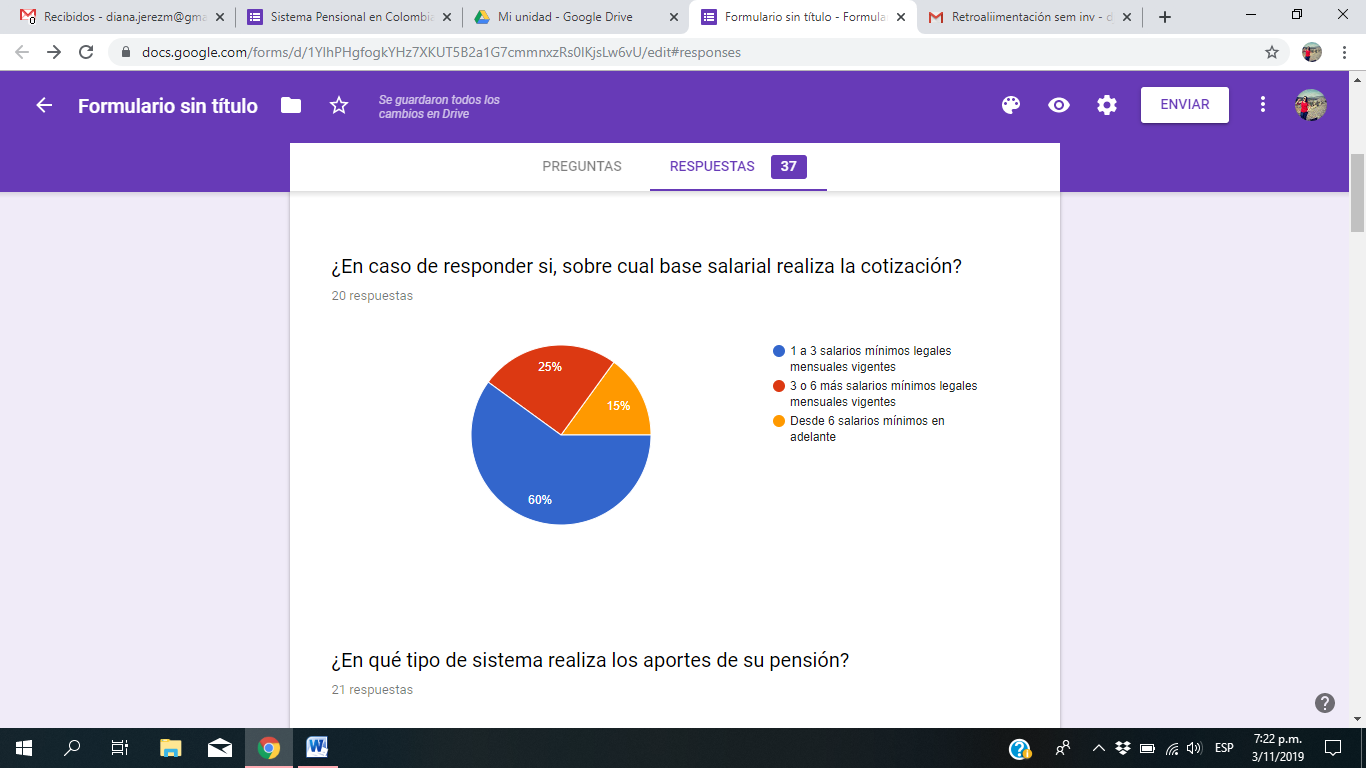 Recibidos - diana.jerezm@gma
Sistema Pensional en Colombia
Mi unidad - Google Drive
Formulario sin título - Formula
Retroaliimentación sem inv - d
docs.google.com/forms/d/1YlhPHgfogkYHz7XKUT5B2a1G7cmmnxzRs0lKjsLw6vU/edit#responses
Formulario sin título
Se guardaron todos los
cambios en Drive
ENVIAR
PREGUNTAS
RESPUESTAS 37
¿En caso de responder si, sobre cual base salarial realiza la cotización?
20 respuestas
25%
15%
60%
1 a 3 salarios mínimos legales
mensuales vigentes
3 o 6 más salarios mínimos legales
mensuales vigentes
Desde 6 salarios mínimos en
adelante
¿En qué tipo de sistema realiza los aportes de su pensión?
21 respuestas
ESP
7:22 p.m.
3/11/2019